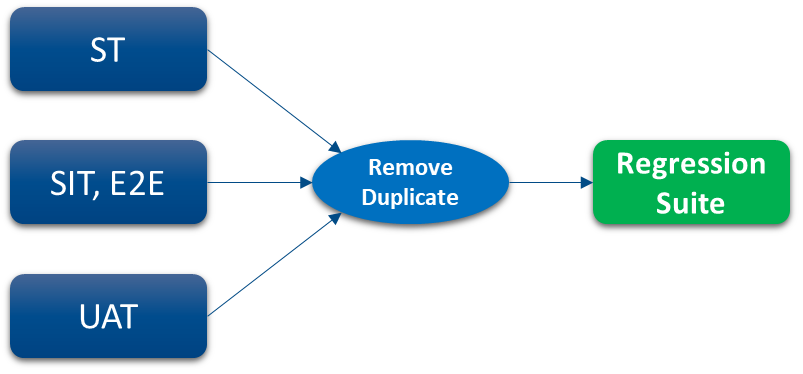 ST
SIT, E2E
UAT
Remove
Duplicate
Regression
Suite